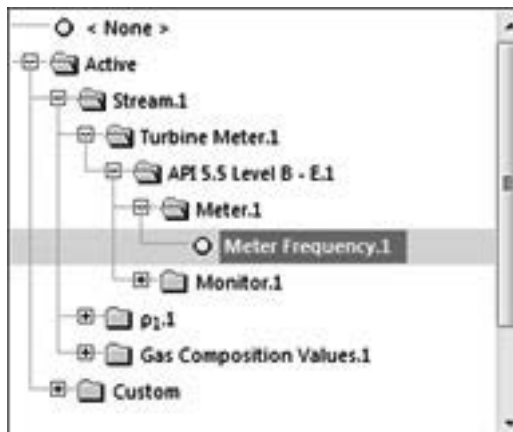 < None >
Active
Stream.1
Turbine Meter.1
API 5.5 Level B - E.1
Meter.1
Meter Frequency.1
Monitor.1
ρ₁.1
Gas Composition Values.1
Custom